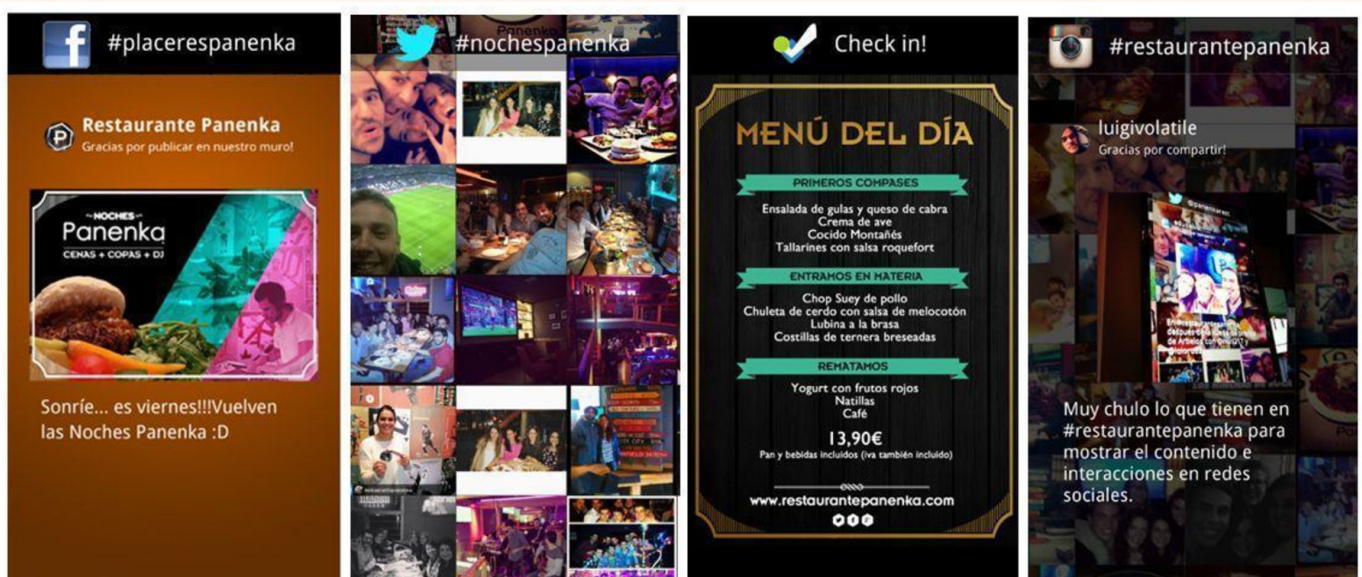 #placerespanenka
Restaurante Panenka
Gracias por publicar en nuestro muro!
NOCHES
Panenka
CENAS + COPAS + DJ
Sonríe... es viernes!!!Vuelven
las Noches Panenka :D
Panenka
#nochespanenka
Check in!
MENÚ DEL DÍA
PRIMEROS COMPASES
Ensalada de gulas y queso de cabra
Crema de ave
Cocido Montañés
Tallarines con salsa roquefort
ENTRAMOS EN MATERIA
Chop Suey de pollo
Chuleta de cerdo con salsa de melocotón
Lubina a la brasa
Costillas de ternera breseadas
REMATAMOS
Yogurt con frutos rojos
Natillas
Café
13,90€
Pan y bebidas incluidos (iva también incluido)
www.restaurantepanenka.com
#restaurantepanenka
luigivolatile
Gracias por compartir!
Muy chulo lo que tienen en
#restaurantepanenka para
mostrar el contenido e
interacciones en redes
sociales.